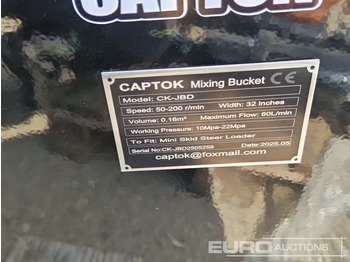 CAPTOK
CAPTOK Mixing Bucket CE
Model: CK-JBD
Speed: 50-200 r/min Width: 32 inches
Volume: 0.16m³ Maximum Flow: 60L/min
Working Pressure: 10Mpa-22Mpa
To Fit: Mini Skid Steer Loader
Serial No:CK-JBD2505259 Date:2025.05
captok@foxmail.com
EURO
AUCTIONS